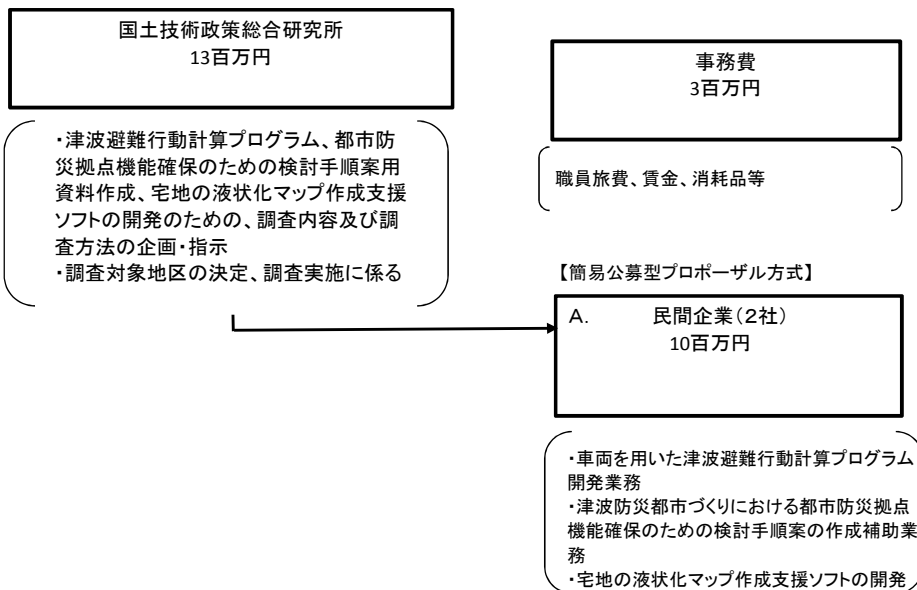 国土技術政策総合研究所
13百万円
・津波避難行動計算プログラム、都市防
災拠点機能確保のための検討手順案用
資料作成、宅地の液状化マップ作成支援
ソフトの開発のための、調査内容及び調
査方法の企画・指示
・調査対象地区の決定、調査実施に係る
事務費
3百万円
職員旅費、賃金、消耗品等
【簡易公募型プロポーザル方式】
A. 民間企業(2社)
10百万円
・車両を用いた津波避難行動計算プログラム
開発業務
・津波防災都市づくりにおける都市防災拠点
機能確保のための検討手順案の作成補助業
務
・宅地の液状化マップ作成支援ソフトの開発